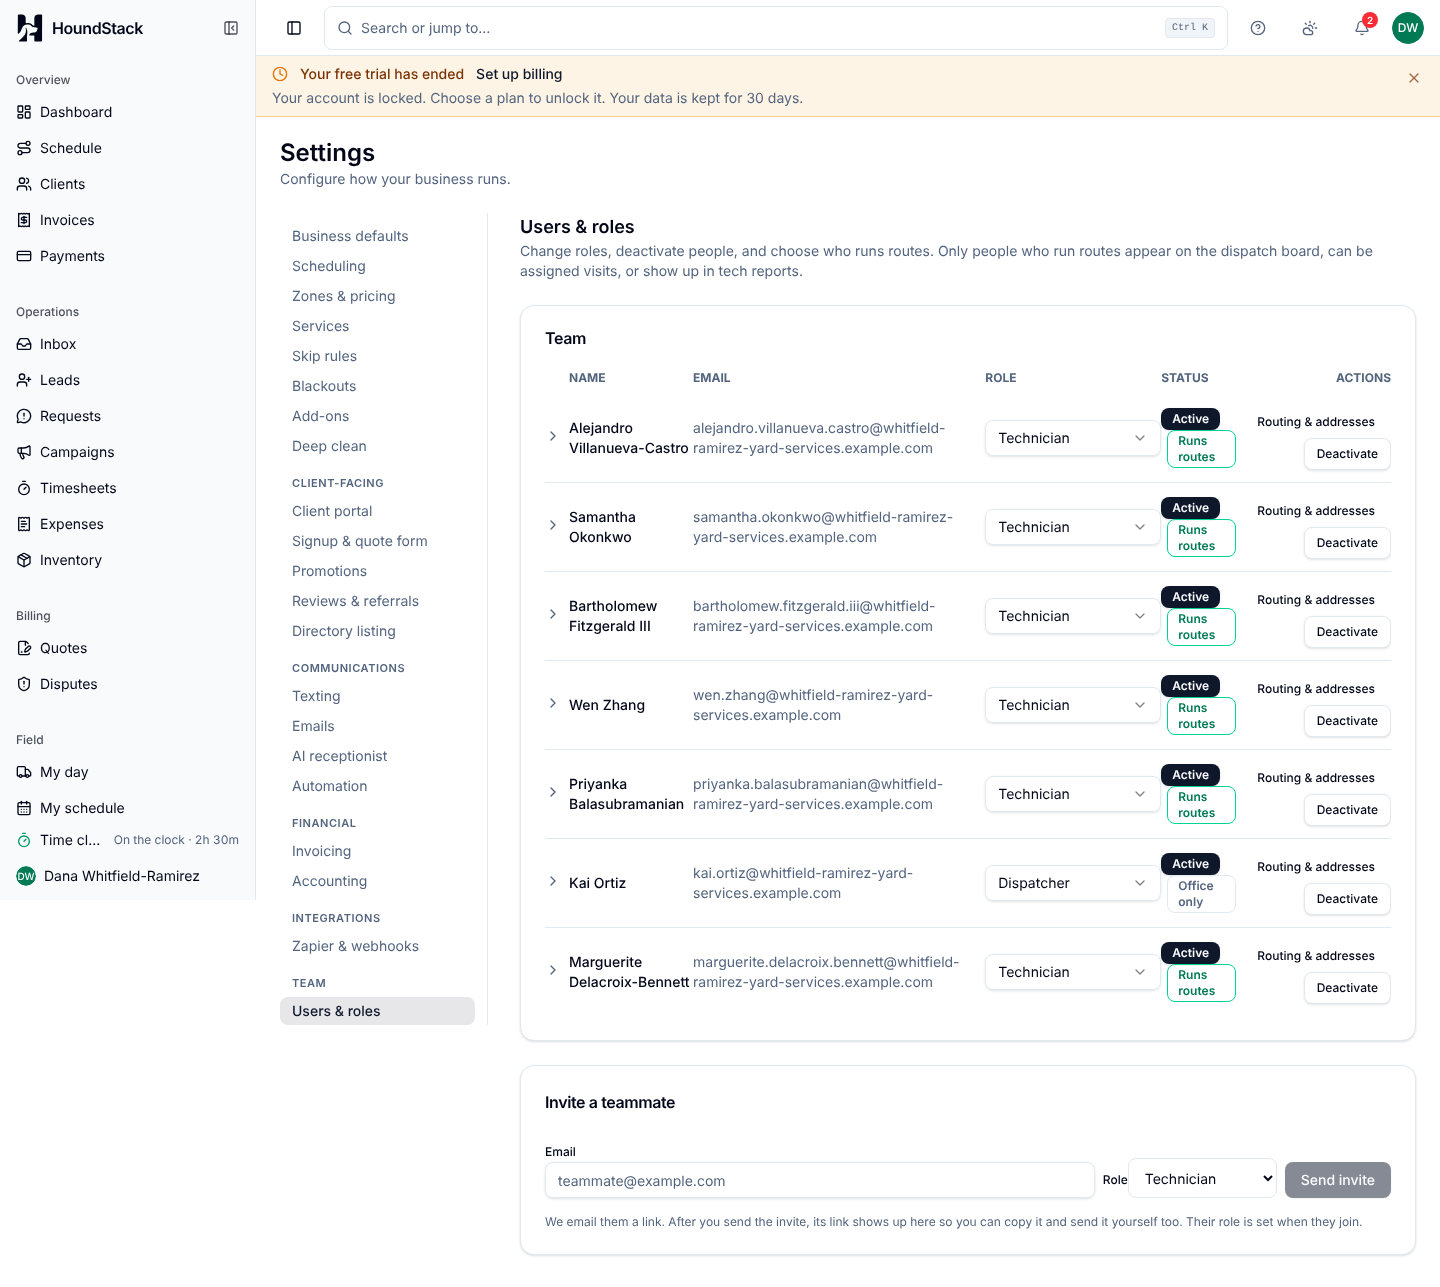 HoundStack
Search or jump to...
Ctrl K
2
DW
Your free trial has ended Set up billing
Your account is locked. Choose a plan to unlock it. Your data is kept for 30 days.
Overview
Dashboard
Schedule
Clients
Invoices
Payments
Operations
Inbox
Leads
Requests
Campaigns
Timesheets
Expenses
Inventory
Billing
Quotes
Disputes
Field
My day
My schedule
Time cl... On the clock · 2h 30m
DW Dana Whitfield-Ramirez
Settings
Configure how your business runs.
Business defaults
Scheduling
Zones & pricing
Services
Skip rules
Blackouts
Add-ons
Deep clean
CLIENT-FACING
Client portal
Signup & quote form
Promotions
Reviews & referrals
Directory listing
COMMUNICATIONS
Texting
Emails
AI receptionist
Automation
FINANCIAL
Invoicing
Accounting
INTEGRATIONS
Zapier & webhooks
TEAM
Users & roles
Users & roles
Change roles, deactivate people, and choose who runs routes. Only people who run routes appear on the dispatch board, can be
assigned visits, or show up in tech reports.
Team
NAME EMAIL ROLE STATUS ACTIONS
Alejandro
Villanueva-Castro
alejandro.villanueva.castro@whitfield-
ramirez-yard-services.example.com
Technician
Active
Runs
routes
Routing & addresses
Deactivate
Samantha
Okonkwo
samantha.okonkwo@whitfield-ramirez-
yard-services.example.com
Technician
Active
Runs
routes
Routing & addresses
Deactivate
Bartholomew
Fitzgerald III
bartholomew.fitzgerald.iii@whitfield-
ramirez-yard-services.example.com
Technician
Active
Runs
routes
Routing & addresses
Deactivate
Wen Zhang
wen.zhang@whitfield-ramirez-yard-
services.example.com
Technician
Active
Runs
routes
Routing & addresses
Deactivate
Priyanka
Balasubramanian
priyanka.balasubramanian@whitfield-
ramirez-yard-services.example.com
Technician
Active
Runs
routes
Routing & addresses
Deactivate
Kai Ortiz
kai.ortiz@whitfield-ramirez-yard-
services.example.com
Dispatcher
Active
Office
only
Routing & addresses
Deactivate
Marguerite
Delacroix-Bennett
marguerite.delacroix.bennett@whitfield-
ramirez-yard-services.example.com
Technician
Active
Runs
routes
Routing & addresses
Deactivate
Invite a teammate
Email
teammate@example.com
Role
Technician
Send invite
We email them a link. After you send the invite, its link shows up here so you can copy it and send it yourself too. Their role is set when they join.